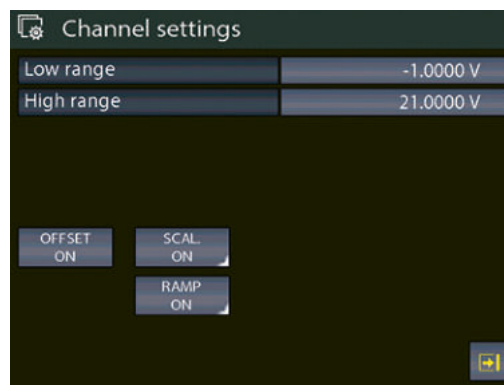 Channel settings
Low range -1.0000 V
High range 21.0000 V
OFFSET SCAL.
ON ON
RAMP
ON